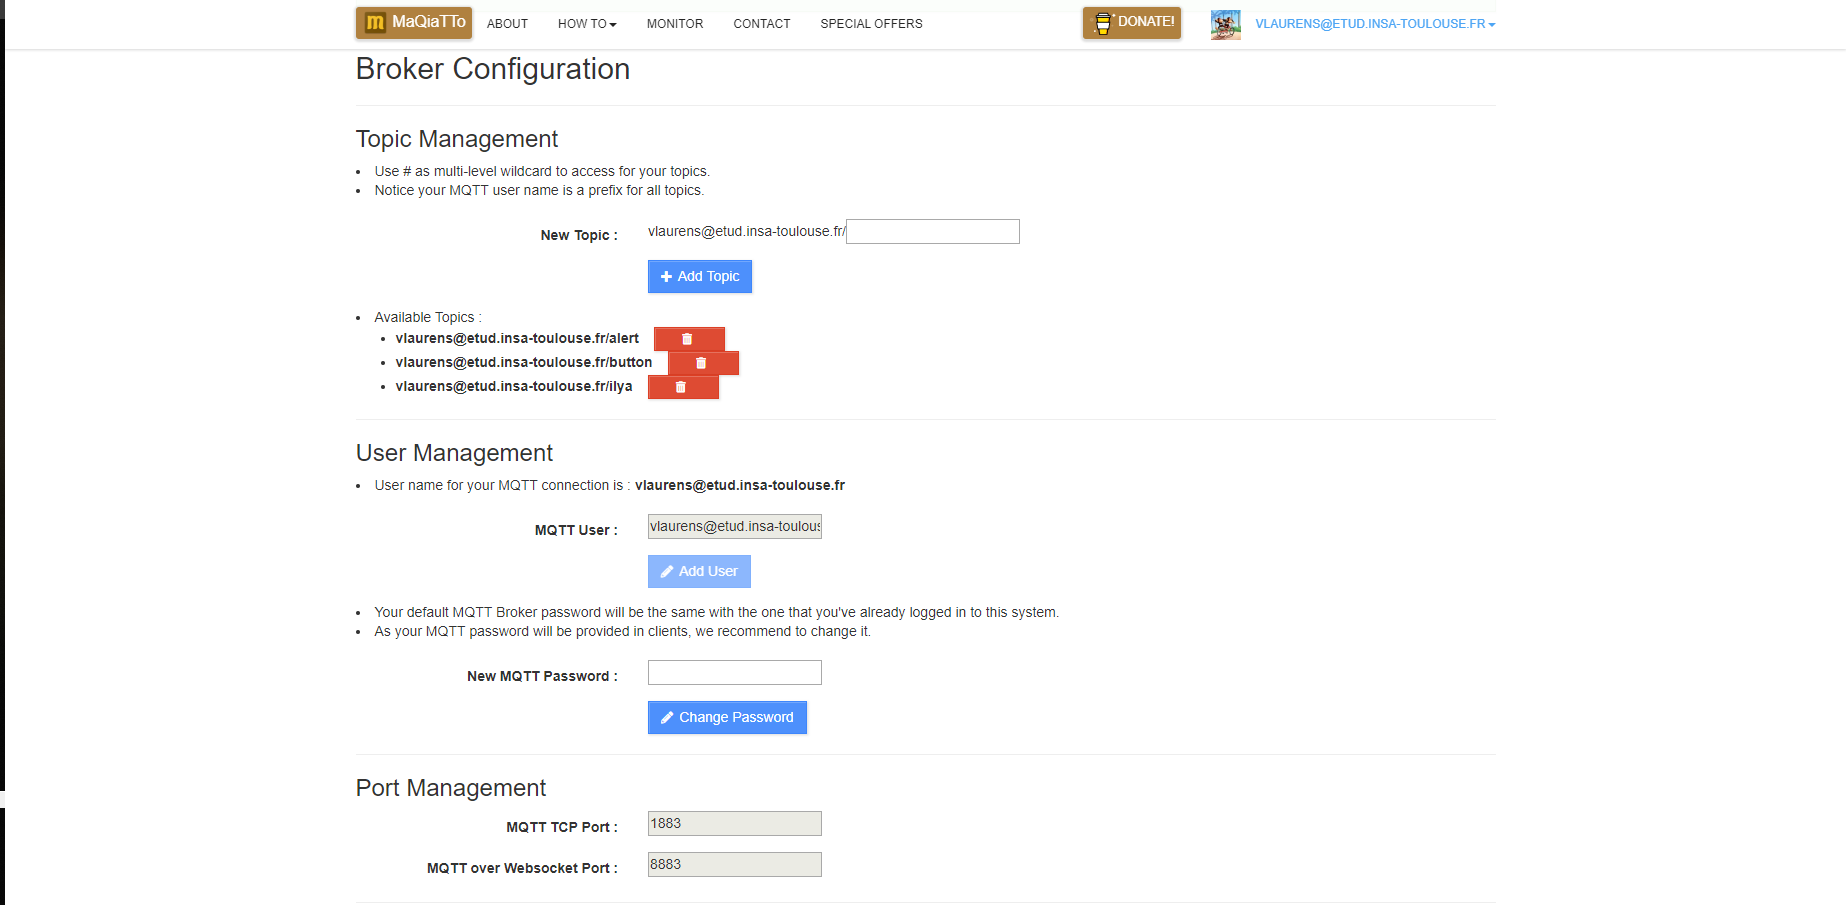 MaQiaTTo ABOUT HOW TO MONITOR CONTACT SPECIAL OFFERS DONATE! VLAURENS@ETUD.INSA-TOULOUSE.FR
Broker Configuration
Topic Management
Use # as multi-level wildcard to access for your topics.
Notice your MQTT user name is a prefix for all topics.
New Topic : vlaurens@etud.insa-toulouse.fr/
Add Topic
Available Topics :
vlaurens@etud.insa-toulouse.fr/alert
vlaurens@etud.insa-toulouse.fr/button
vlaurens@etud.insa-toulouse.fr/ilya
User Management
User name for your MQTT connection is : vlaurens@etud.insa-toulouse.fr
MQTT User : vlaurens@etud.insa-toulous
Add User
Your default MQTT Broker password will be the same with the one that you've already logged in to this system.
As your MQTT password will be provided in clients, we recommend to change it.
New MQTT Password :
Change Password
Port Management
MQTT TCP Port : 1883
MQTT over Websocket Port : 8883